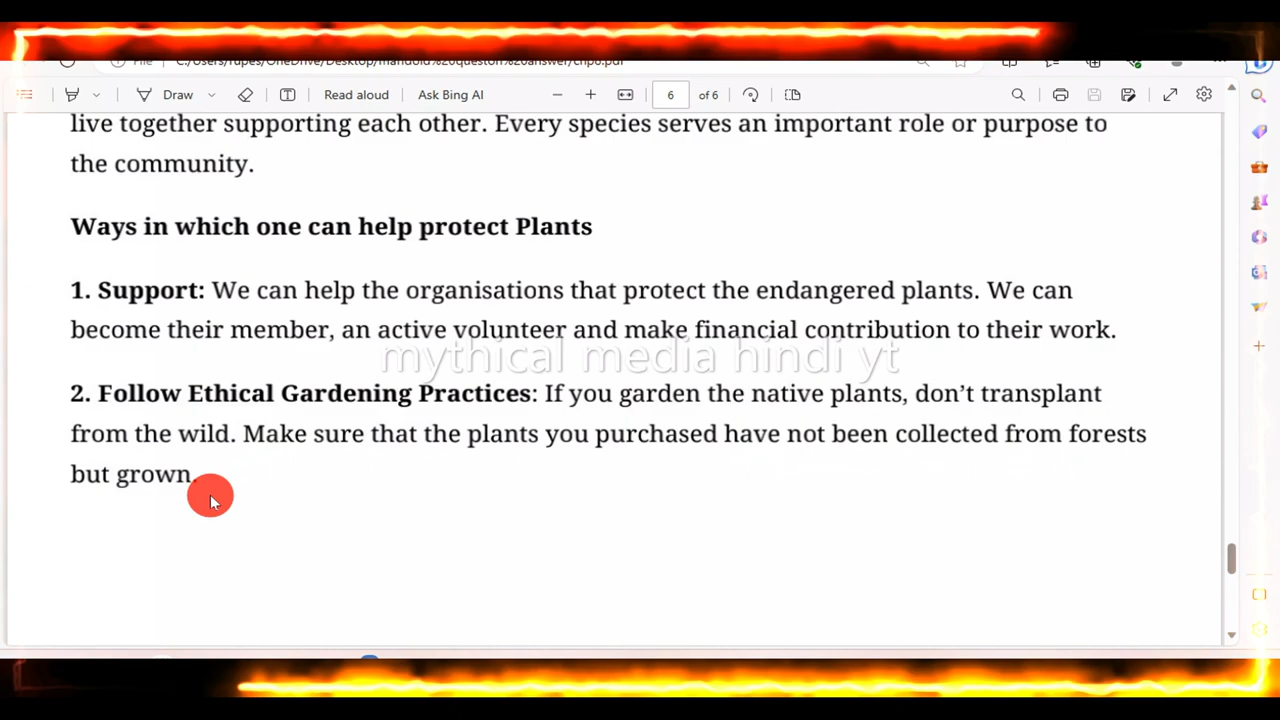 File
C:/Users/rupes/OneDrive/Desktop/
Draw
Read aloud
Ask Bing AI
6 of 6
live together supporting each other. Every species serves an important role or purpose to
the community.
Ways in which one can help protect Plants
1. Support: We can help the organisations that protect the endangered plants. We can
become their member, an active volunteer and make financial contribution to their work.
mythical media hindi yt
2. Follow Ethical Gardening Practices: If you garden the native plants, don’t transplant
from the wild. Make sure that the plants you purchased have not been collected from forests
but grown.